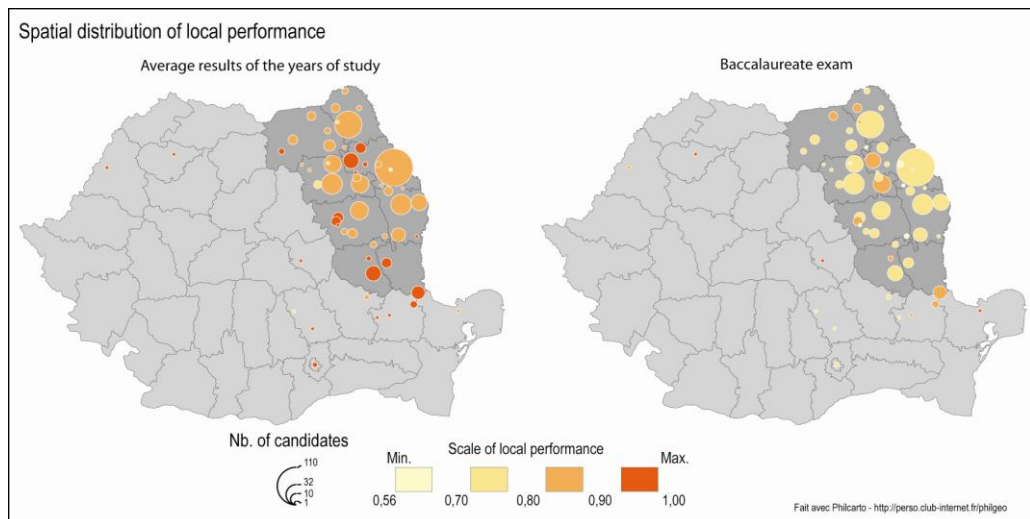 Spatial distribution of local performance
Average results of the years of study
Baccalaureate exam
Nb. of candidates
110
32
10
1
Scale of local performance
Min.
Max.
0,56
0,70
0,80
0,90
1,00
Fait avec Philcarto - http://perso.club-internet.fr/philgeo